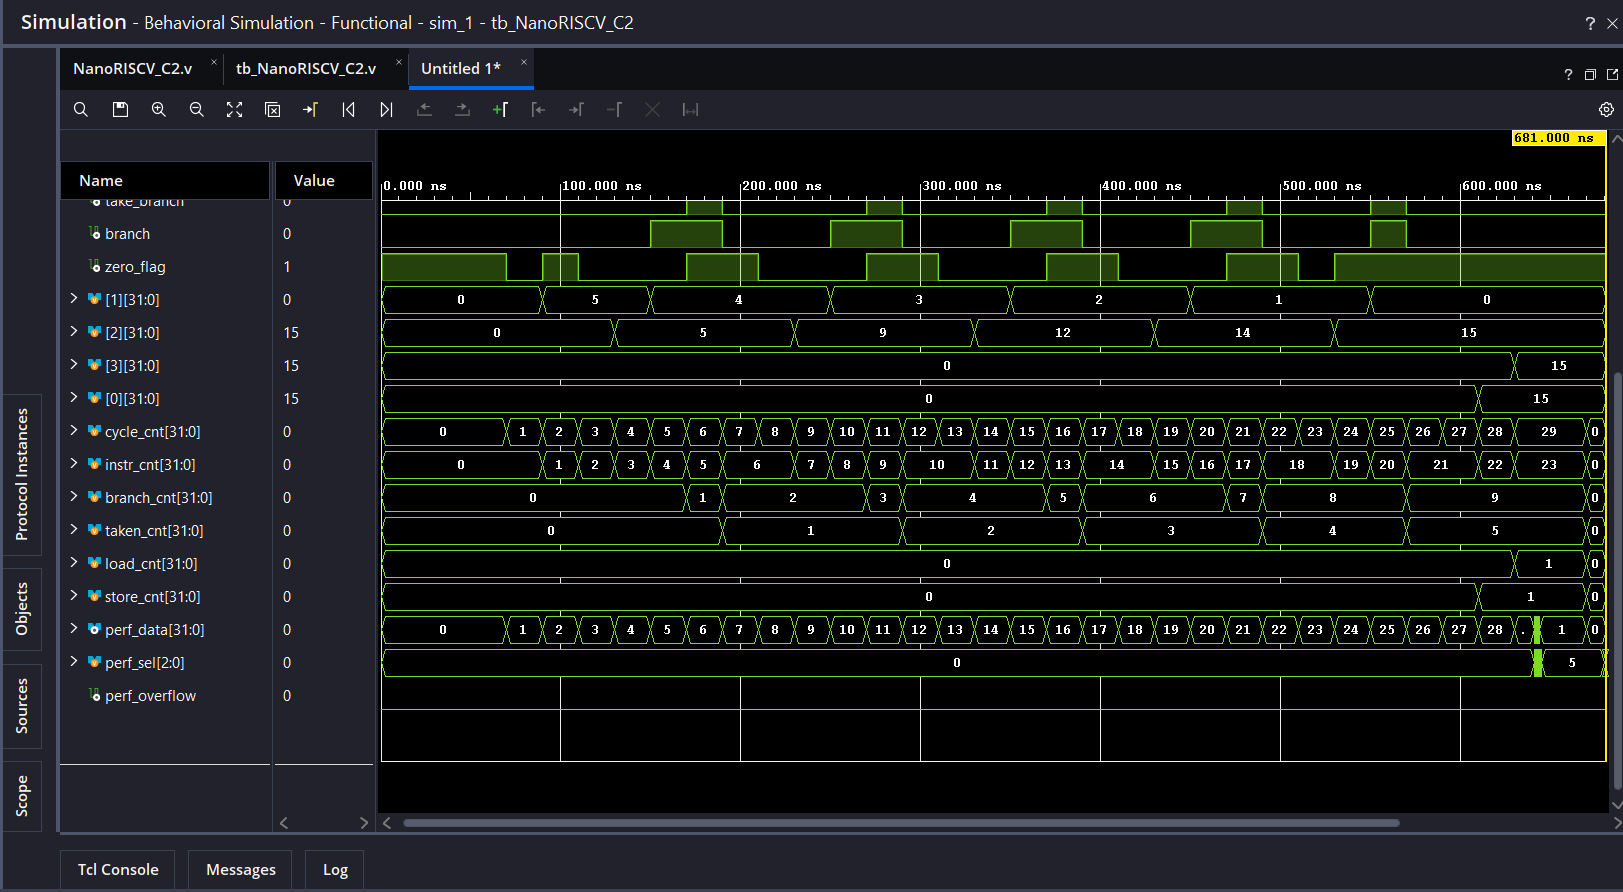 Simulation - Behavioral Simulation - Functional - sim_1 - tb_NanoRISCV_C2
? ×
NanoRISCV_C2.v × tb_NanoRISCV_C2.v × Untitled 1* ×
?
681.000 ns
Name Value
0.000 ns 100.000 ns 200.000 ns 300.000 ns 400.000 ns 500.000 ns 600.000 ns
take_branch 0
branch 0
zero_flag 1
[1][31:0] 0 0 5 4 3 2 1 0
[2][31:0] 15 0 5 9 12 14 15
[3][31:0] 15 0 15
[0][31:0] 15 0 15
cycle_cnt[31:0] 0 0 1 2 3 4 5 6 7 8 9 10 11 12 13 14 15 16 17 18 19 20 21 22 23 24 25 26 27 28 29 0
instr_cnt[31:0] 0 0 1 2 3 4 5 6 7 8 9 10 11 12 13 14 15 16 17 18 19 20 21 22 23 0
branch_cnt[31:0] 0 0 1 2 3 4 5 6 7 8 9 0
taken_cnt[31:0] 0 0 1 2 3 4 5 0
load_cnt[31:0] 0 0 1 0
store_cnt[31:0] 0 0 1 0
perf_data[31:0] 0 0 1 2 3 4 5 6 7 8 9 10 11 12 13 14 15 16 17 18 19 20 21 22 23 24 25 26 27 28 . 1 0
perf_sel[2:0] 0 0 5
perf_overflow 0
Protocol Instances
Objects
Sources
Scope
Tcl Console Messages Log